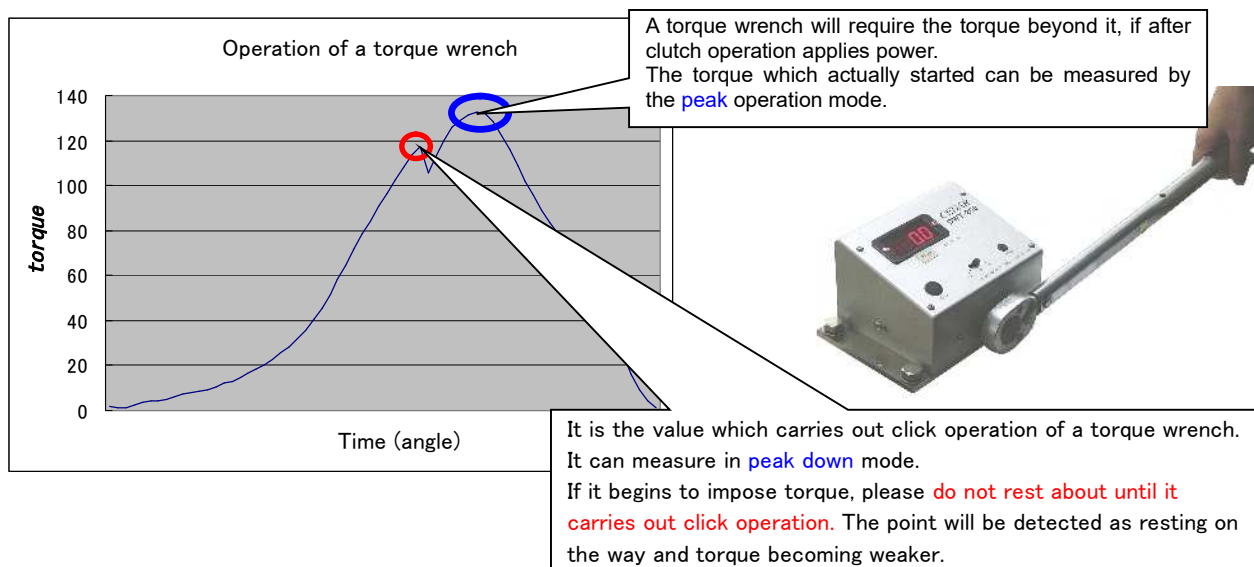 A torque wrench will require the torque beyond it, if after
clutch operation applies power.
The torque which actually started can be measured by
the peak operation mode.
Operation of a torque wrench
140
120
100
80
60
40
20
0
torque
Time (angle)
0.0
It is the value which carries out click operation of a torque wrench.
It can measure in peak down mode.
If it begins to impose torque, please do not rest about until it
carries out click operation. The point will be detected as resting on
the way and torque becoming weaker.